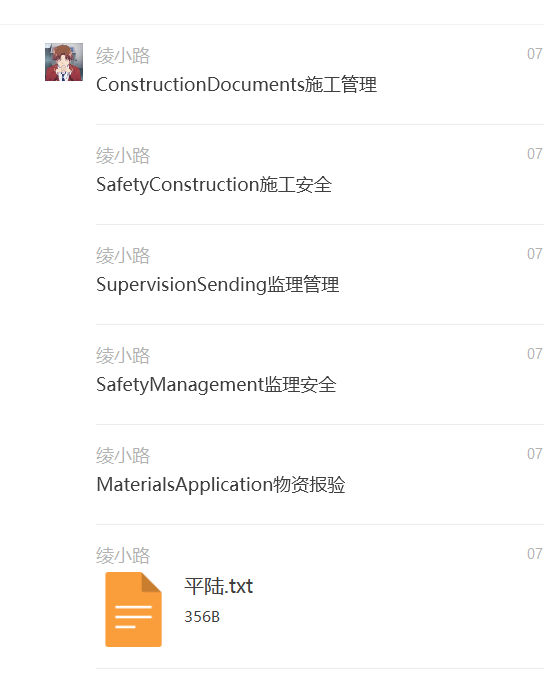 绫小路
07
ConstructionDocuments施工管理
绫小路
07
SafetyConstruction施工安全
绫小路
07
SupervisionSending监理管理
绫小路
07
SafetyManagement监理安全
绫小路
07
MaterialsApplication物资报验
绫小路
07
平陆.txt
356B